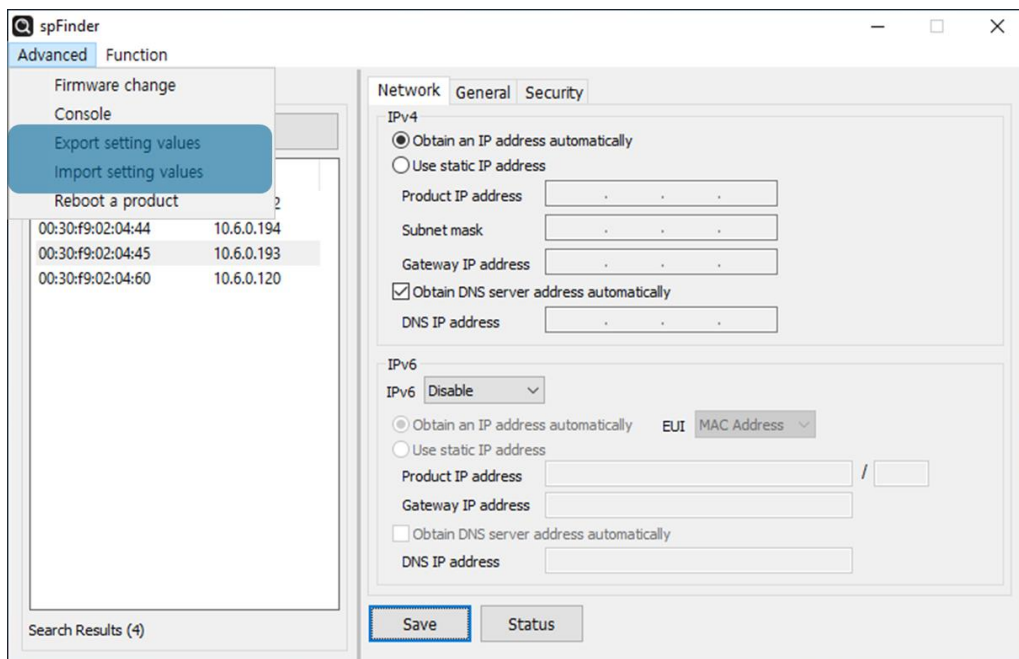 spFinder
Advanced Function
Firmware change
Console
Export setting values
Import setting values
Reboot a product
2
00:30:f9:02:04:44 10.6.0.194
00:30:f9:02:04:45 10.6.0.193
00:30:f9:02:04:60 10.6.0.120
Search Results (4)
Network General Security
IPv4
Obtain an IP address automatically
Use static IP address
Product IP address . . .
Subnet mask . . .
Gateway IP address . . .
Obtain DNS server address automatically
DNS IP address . . .
IPv6
IPv6 Disable
Obtain an IP address automatically EUI MAC Address
Use static IP address
Product IP address /
Gateway IP address
Obtain DNS server address automatically
DNS IP address
Save Status